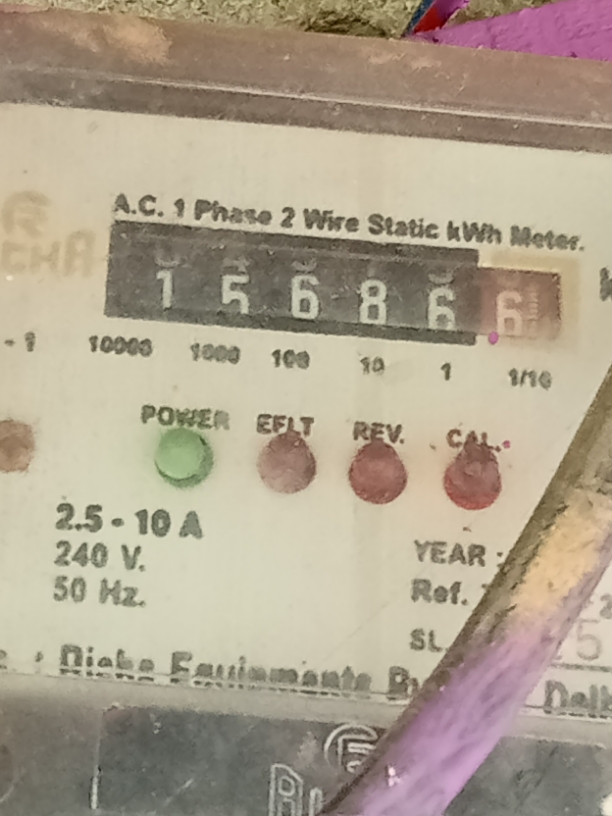 A.C. 1 Phase 2 Wire Static kWh Meter.
1 5 6 8 6 6
10000 1000 100 10 1 1/10
POWER EFLT REV. CAL.
2.5 - 10 A
240 V.
50 Hz.
YEAR :
Ref.
SL.
Equipments